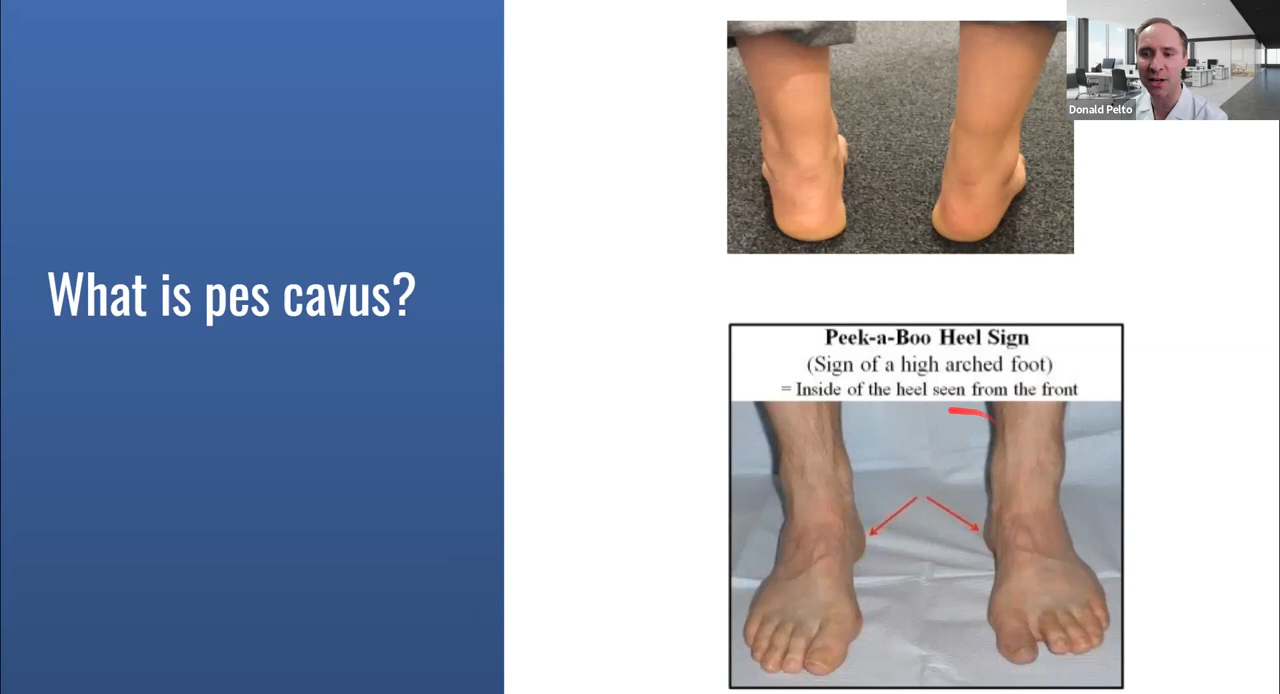 What is pes cavus?
Donald Pelto
Peek-a-Boo Heel Sign
(Sign of a high arched foot)
= Inside of the heel seen from the front